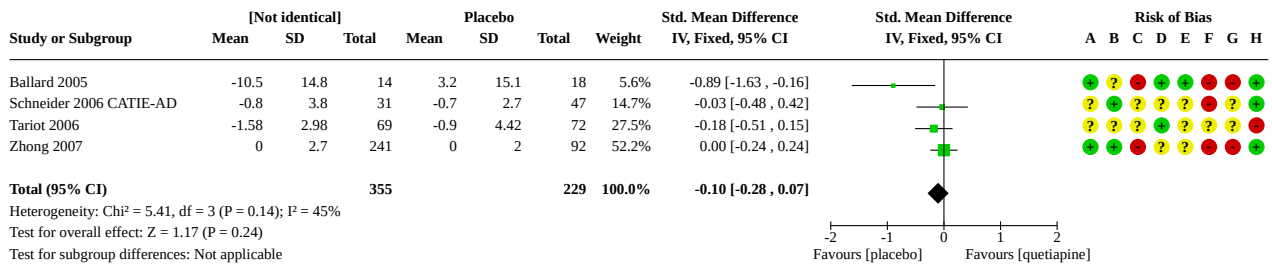 [Not identical] Placebo Std. Mean Difference Std. Mean Difference Risk of Bias
Study or Subgroup Mean SD Total Mean SD Total Weight IV, Fixed, 95% CI IV, Fixed, 95% CI A B C D E F G H
Ballard 2005 -10.5 14.8 14 3.2 15.1 18 5.6% -0.89 [-1.63 , -0.16] + ? - + + - - +
Schneider 2006 CATIE-AD -0.8 3.8 31 -0.7 2.7 47 14.7% -0.03 [-0.48 , 0.42] ? + ? ? ? - ? +
Tariot 2006 -1.58 2.98 69 -0.9 4.42 72 27.5% -0.18 [-0.51 , 0.15] ? ? ? + ? ? ? -
Zhong 2007 0 2.7 241 0 2 92 52.2% 0.00 [-0.24 , 0.24] + + - ? ? - - +
Total (95% CI) 355 229 100.0% -0.10 [-0.28 , 0.07]
Heterogeneity: Chi² = 5.41, df = 3 (P = 0.14); I² = 45%
Test for overall effect: Z = 1.17 (P = 0.24)
-2 -1 0 1 2
Test for subgroup differences: Not applicable Favours [placebo] Favours [quetiapine]